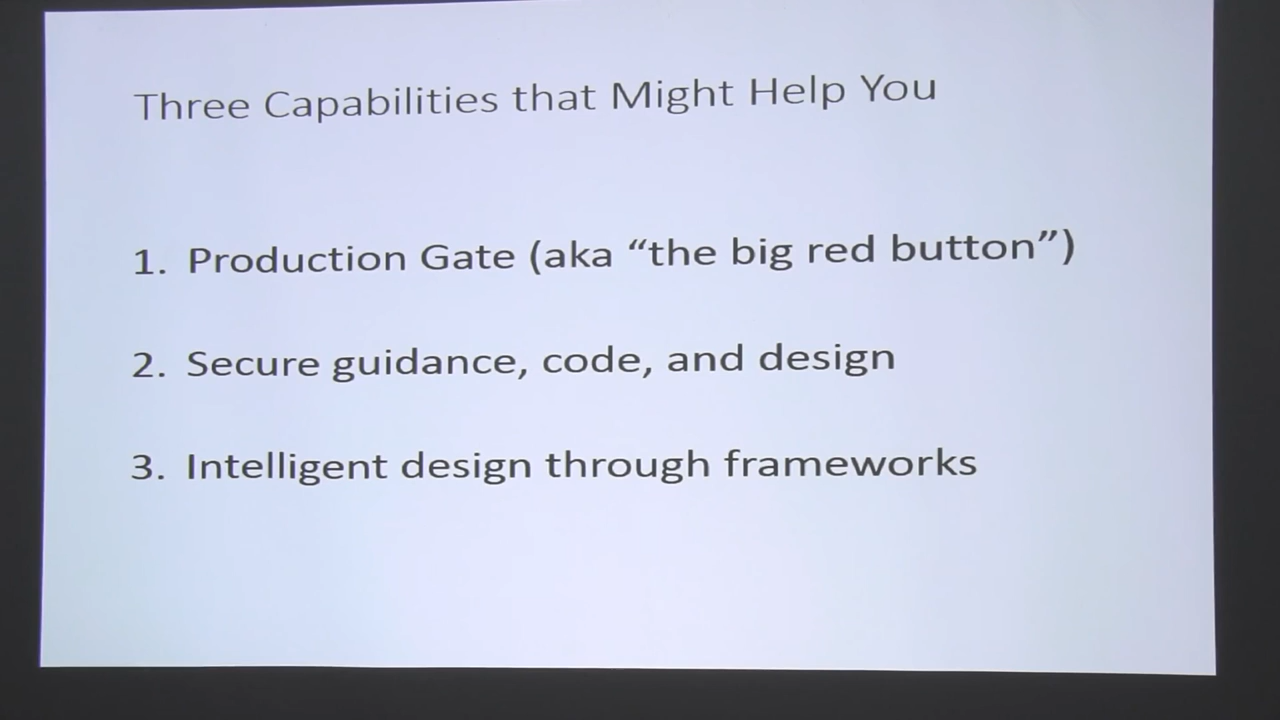 Three Capabilities that Might Help You
1. Production Gate (aka “the big red button”)
2. Secure guidance, code, and design
3. Intelligent design through frameworks